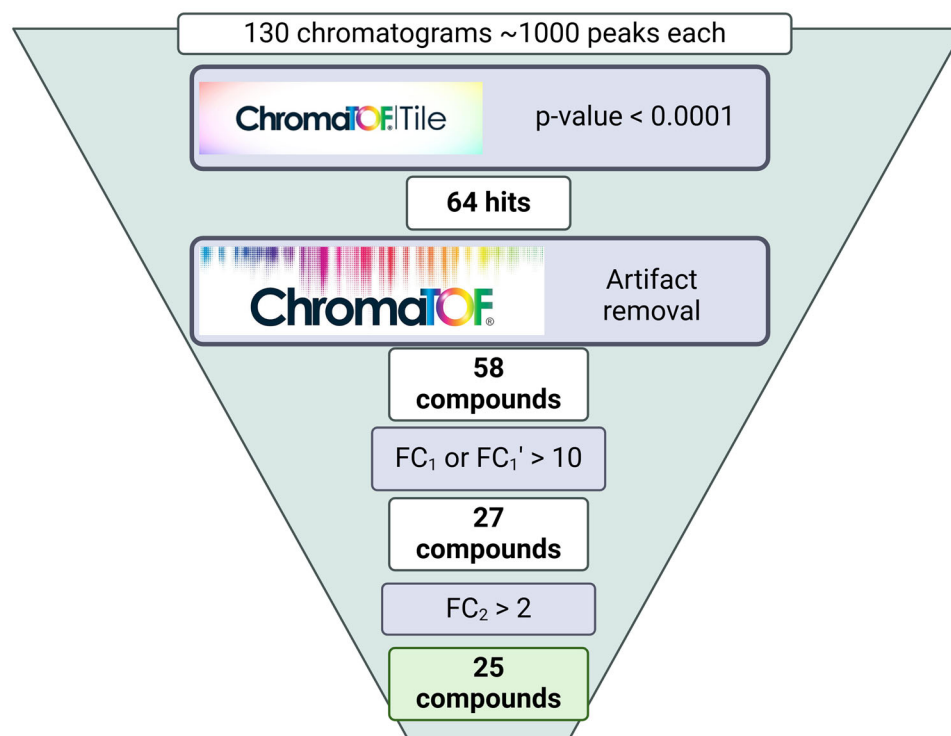 130 chromatograms ~1000 peaks each
ChromaTOF®|Tile p-value < 0.0001
64 hits
ChromaTOF® Artifact
removal
58
compounds
FC₁ or FC₁' > 10
27
compounds
FC₂ > 2
25
compounds